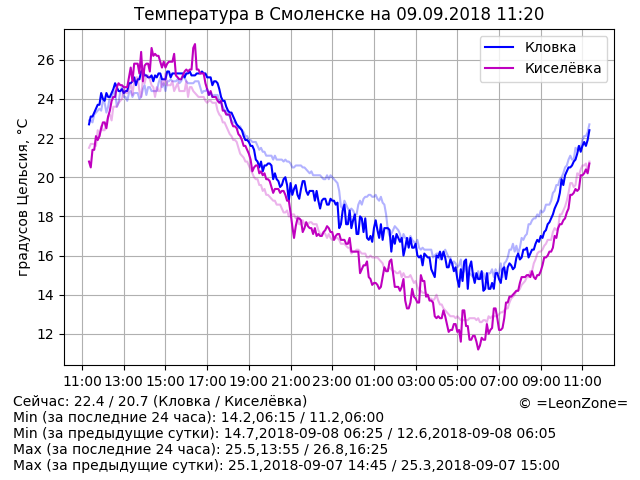 Температура в Смоленске на 09.09.2018 11:20
Кловка
Киселёвка
градусов Цельсия, °C
26
24
22
20
18
16
14
12
11:00 13:00 15:00 17:00 19:00 21:00 23:00 01:00 03:00 05:00 07:00 09:00 11:00
Сейчас: 22.4 / 20.7 (Кловка / Киселёвка)
© =LeonZone=
Min (за последние 24 часа): 14.2,06:15 / 11.2,06:00
Min (за предыдущие сутки): 14.7,2018-09-08 06:25 / 12.6,2018-09-08 06:05
Max (за последние 24 часа): 25.5,13:55 / 26.8,16:25
Max (за предыдущие сутки): 25.1,2018-09-07 14:45 / 25.3,2018-09-07 15:00